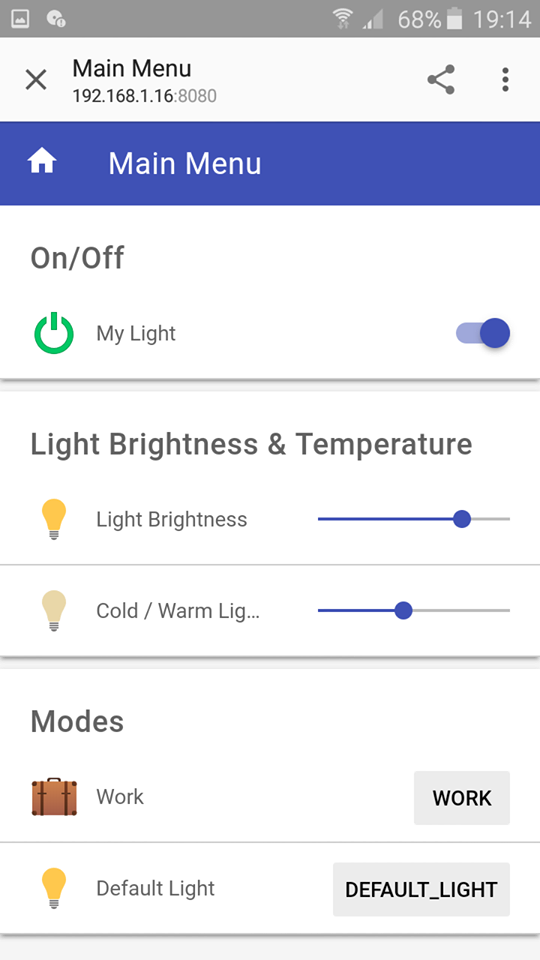 68% 19:14
Main Menu
192.168.1.16:8080
Main Menu
On/Off
My Light
Light Brightness & Temperature
Light Brightness
Cold / Warm Lig...
Modes
Work WORK
Default Light DEFAULT_LIGHT